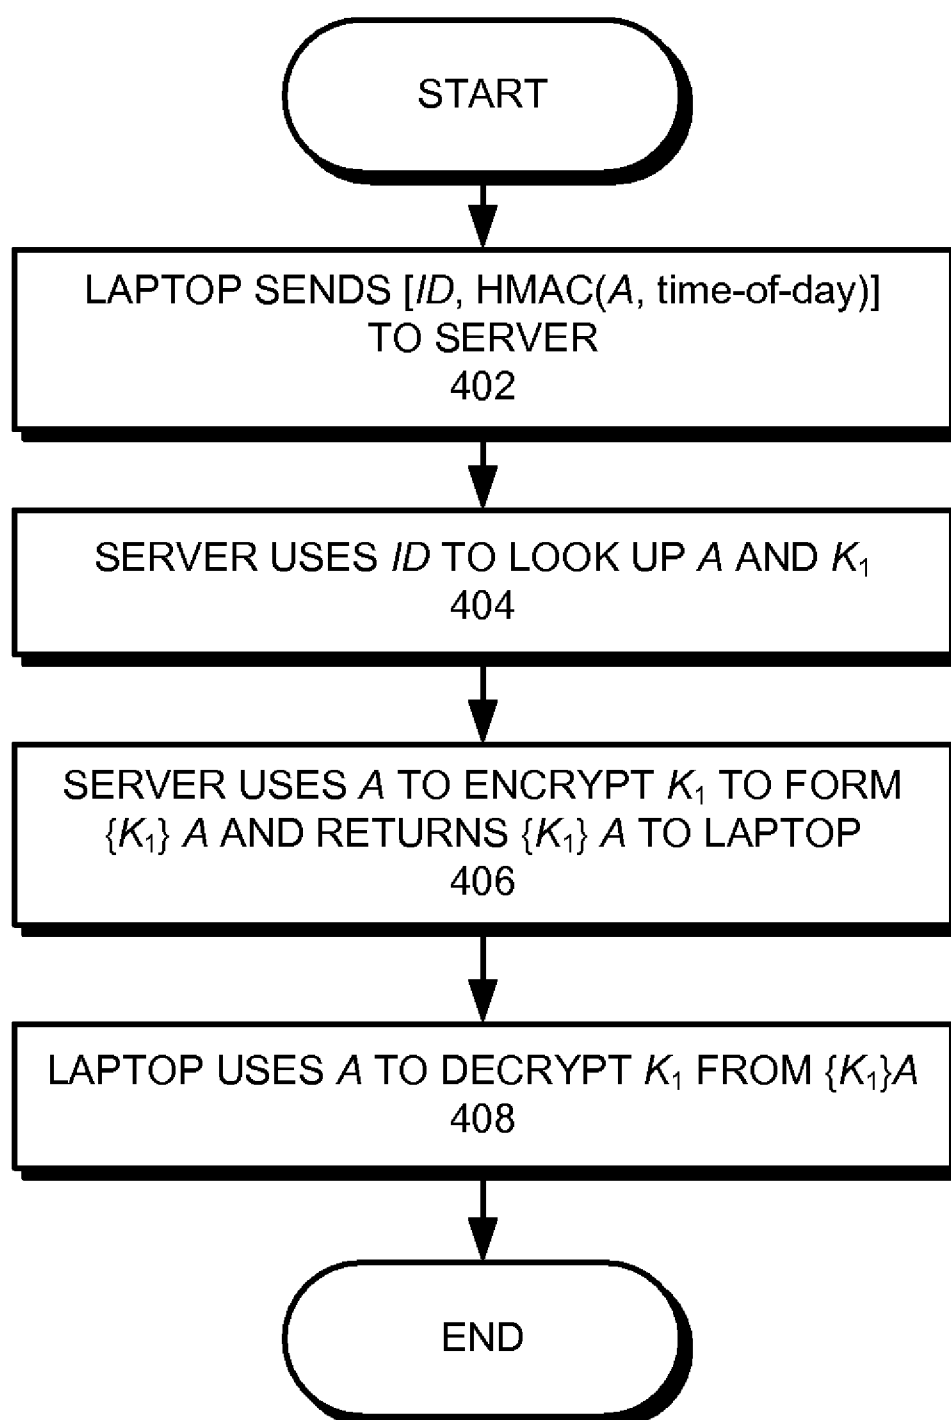 START
LAPTOP SENDS [ID, HMAC(A, time-of-day)]
TO SERVER
402
SERVER USES ID TO LOOK UP A AND K₁
404
SERVER USES A TO ENCRYPT K₁ TO FORM
{K₁} A AND RETURNS {K₁} A TO LAPTOP
406
LAPTOP USES A TO DECRYPT K₁ FROM {K₁}A
408
END